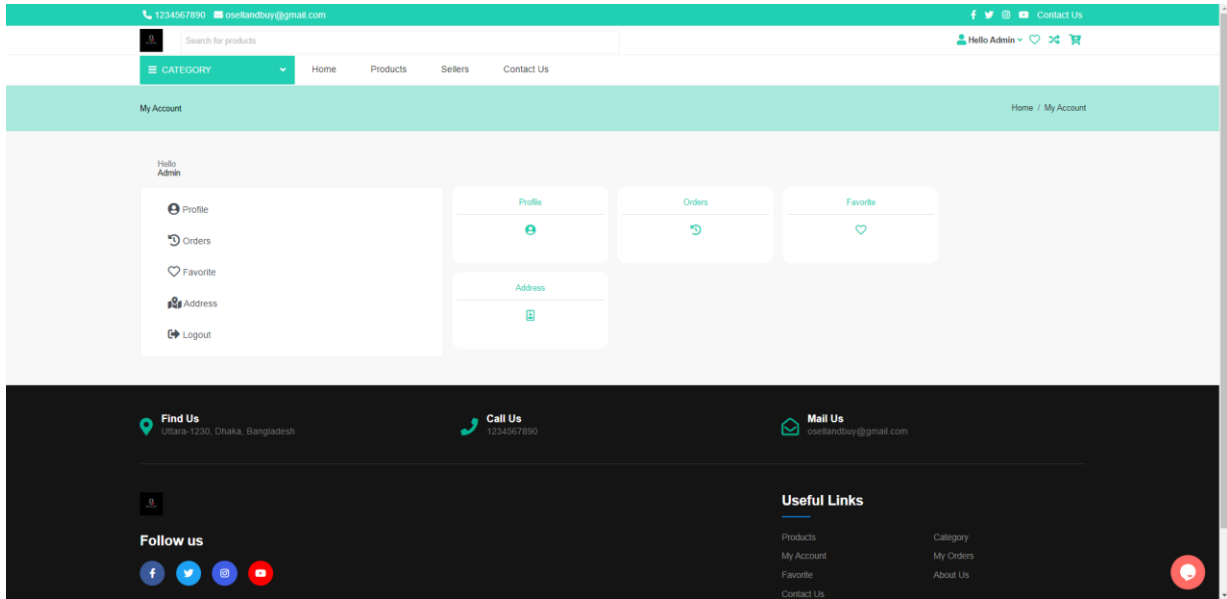 1234567890 osellandbuy@gmail.com Contact Us
Search for products
Hello Admin
CATEGORY Home Products Sellers Contact Us
My Account Home / My Account
Hello
Admin
Profile
Orders
Favorite
Address
Logout
Profile Orders Favorite
Address
Find Us
Uttara-1230, Dhaka, Bangladesh
Call Us
1234567890
Mail Us
osellandbuy@gmail.com
Follow us
Useful Links
Products Category
My Account My Orders
Favorite About Us
Contact Us